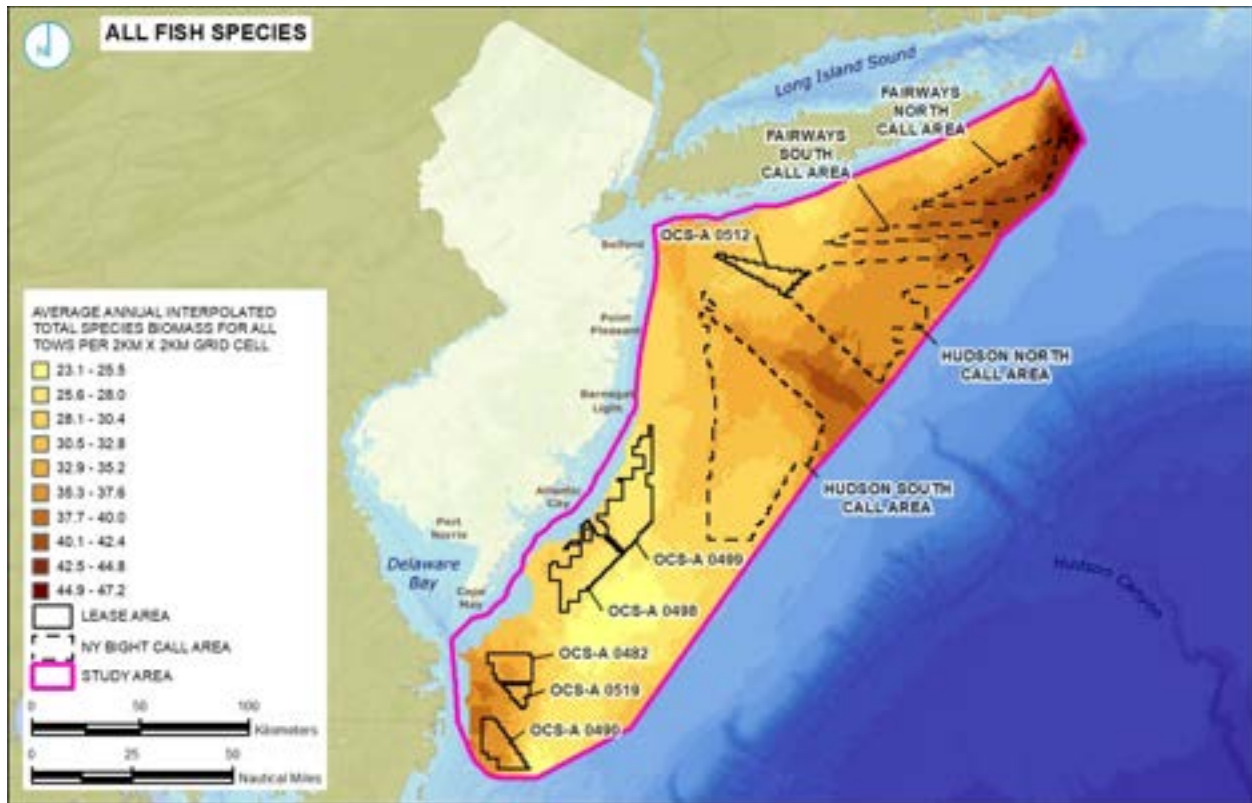 ALL FISH SPECIES
Long Island Sound
FAIRWAYS
NORTH
CALL AREA
FAIRWAYS
SOUTH
CALL AREA
OCS-A 0512
Belford
Point
Pleasant
Barnegat
Light
HUDSON NORTH
CALL AREA
HUDSON SOUTH
CALL AREA
Atlantic
City
Port
Norris
Delaware
Bay
Cape
May
OCS-A 0499
OCS-A 0498
OCS-A 0482
OCS-A 0519
OCS-A 0490
Hudson Canyon
AVERAGE ANNUAL INTERPOLATED
TOTAL SPECIES BIOMASS FOR ALL
TOWS PER 2KM X 2KM GRID CELL
23.1 - 25.5
25.6 - 28.0
28.1 - 30.4
30.5 - 32.8
32.9 - 35.2
35.3 - 37.6
37.7 - 40.0
40.1 - 42.4
42.5 - 44.8
44.9 - 47.2
LEASE AREA
NY BIGHT CALL AREA
STUDY AREA
0 50 100
Kilometers
0 25 50
Nautical Miles